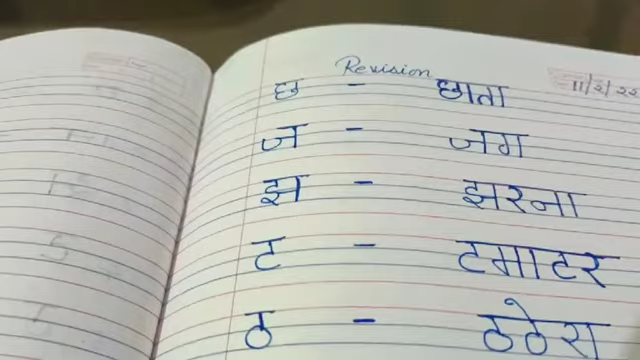 Revision
11/2/22
छ - छाता
ज - जग
झ - झरना
ट - टमाटर
ठ - ठठेरा